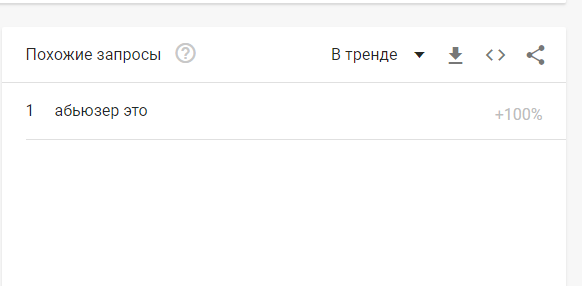 Похожие запросы ? В тренде
1 абьюзер это +100%